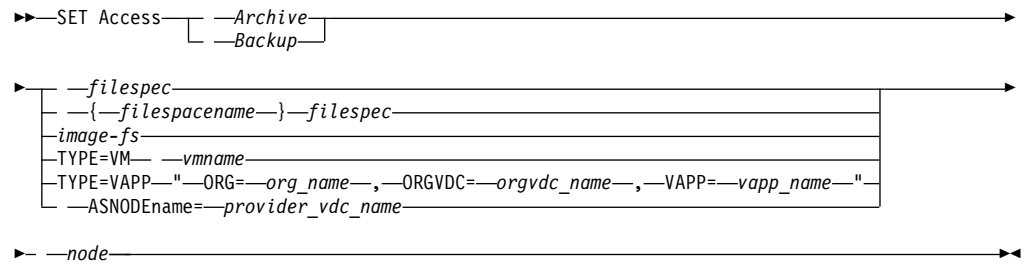 SET Access Archive
Backup
filespec
{ filespacename } filespec
image-fs
TYPE=VM vmname
TYPE=VAPP " ORG= org_name , ORGVDC= orgvdc_name , VAPP= vapp_name "
ASNODEname= provider_vdc_name
node